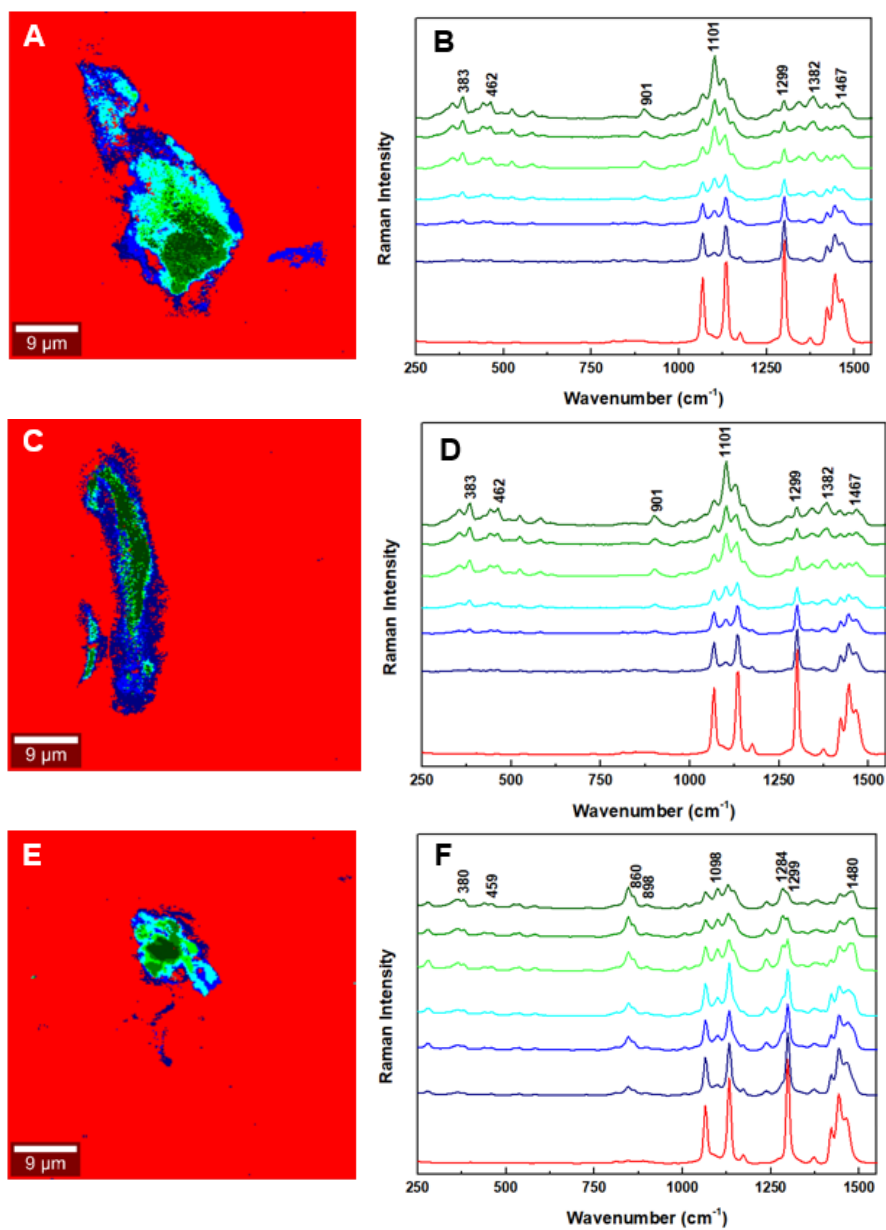 A
9 µm
B
383
462
901
1101
1299
1382
1467
Raman Intensity
250 500 750 1000 1250 1500
Wavenumber (cm⁻¹)
C
9 µm
D
383
462
901
1101
1299
1382
1467
Raman Intensity
250 500 750 1000 1250 1500
Wavenumber (cm⁻¹)
E
9 µm
F
380
459
860
898
1098
1284
1299
1480
Raman Intensity
250 500 750 1000 1250 1500
Wavenumber (cm⁻¹)